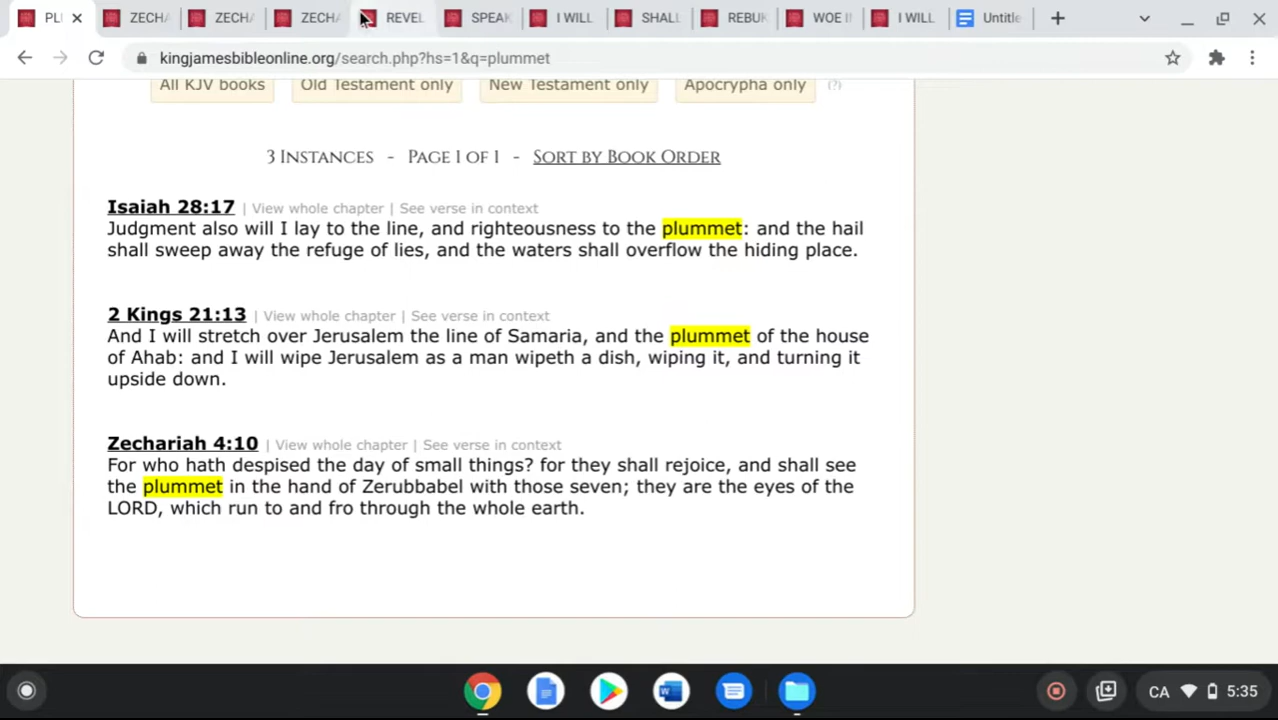 PL ZECHA ZECHA ZECHA REVEL SPEAK I WILL SHALL REBUK WOE I I WILL Untitle
kingjamesbibleonline.org/search.php?hs=1&q=plummet
All KJV books Old Testament only New Testament only Apocrypha only (?)
3 Instances - Page 1 of 1 - Sort by Book Order
Isaiah 28:17 | View whole chapter | See verse in context
Judgment also will I lay to the line, and righteousness to the plummet: and the hail
shall sweep away the refuge of lies, and the waters shall overflow the hiding place.
2 Kings 21:13 | View whole chapter | See verse in context
And I will stretch over Jerusalem the line of Samaria, and the plummet of the house
of Ahab: and I will wipe Jerusalem as a man wipeth a dish, wiping it, and turning it
upside down.
Zechariah 4:10 | View whole chapter | See verse in context
For who hath despised the day of small things? for they shall rejoice, and shall see
the plummet in the hand of Zerubbabel with those seven; they are the eyes of the
LORD, which run to and fro through the whole earth.
CA 5:35